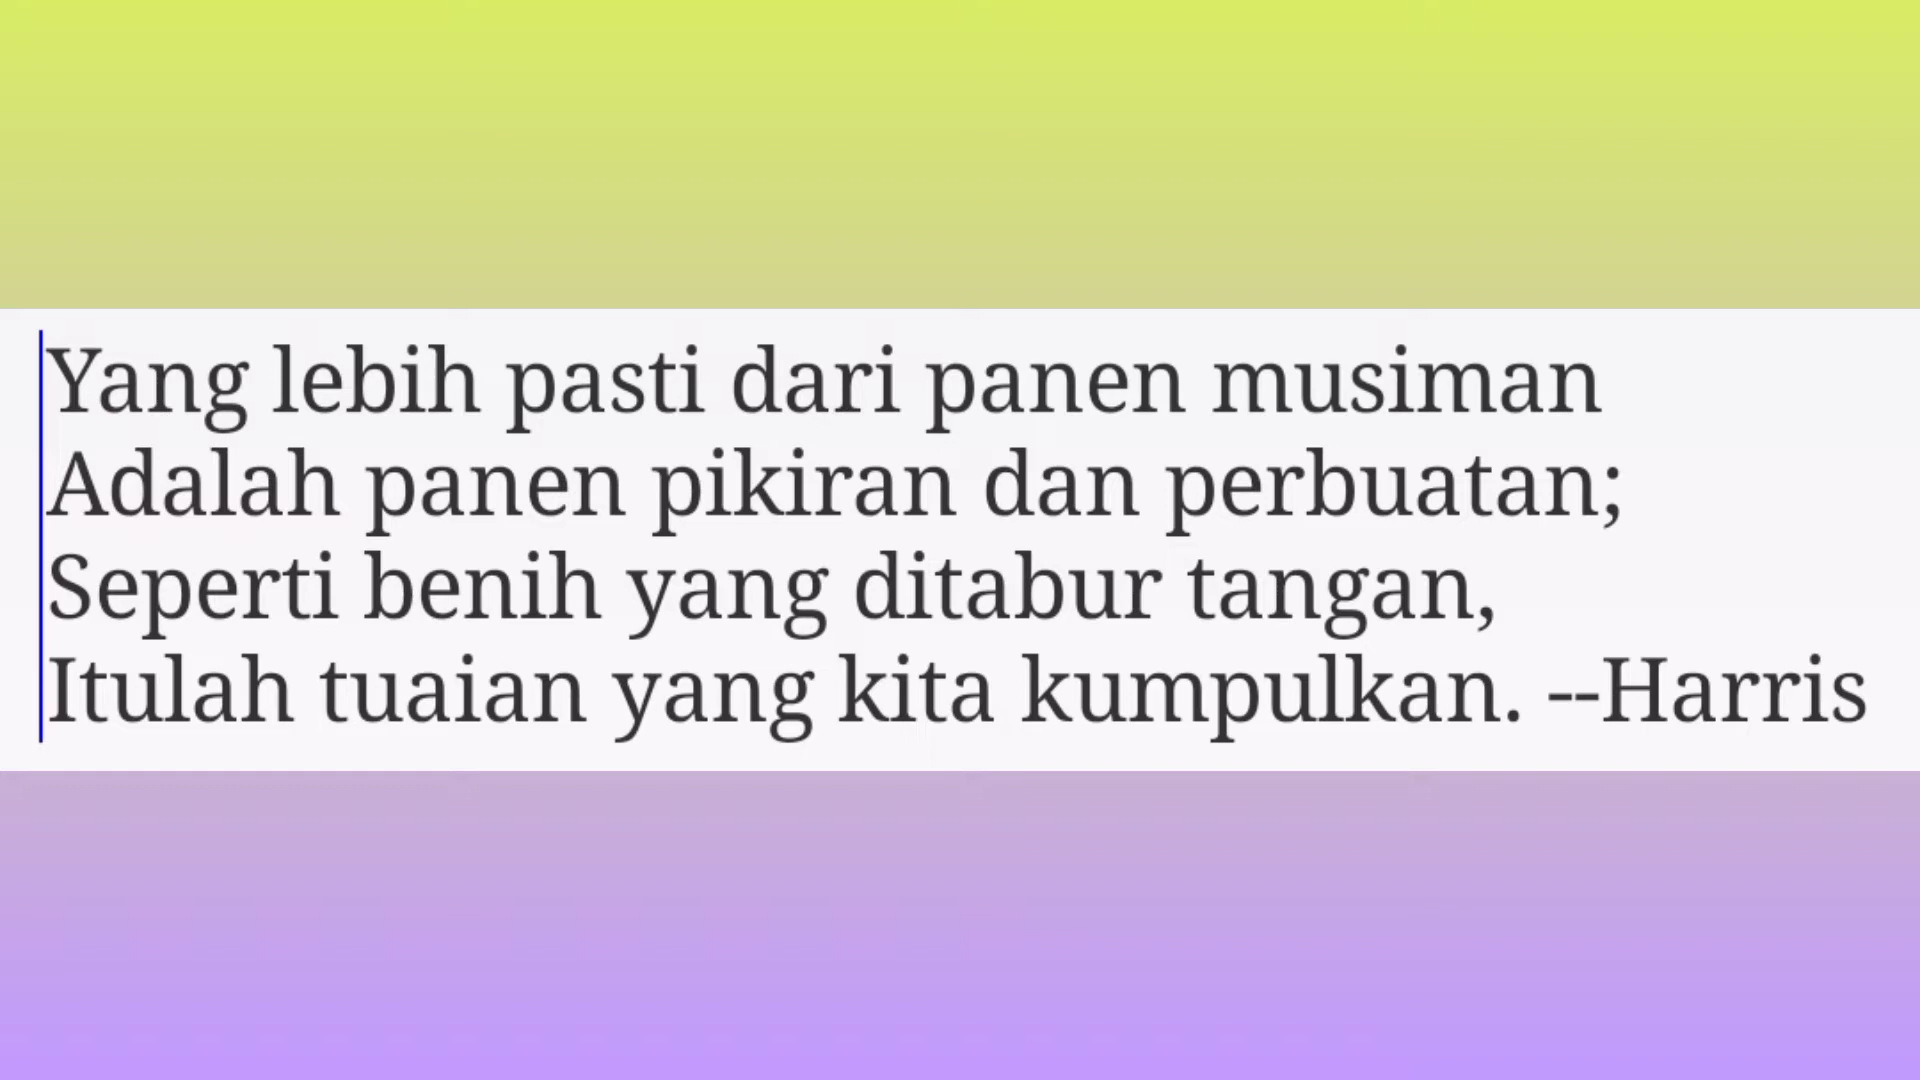 Yang lebih pasti dari panen musiman
Adalah panen pikiran dan perbuatan;
Seperti benih yang ditabur tangan,
Itulah tuaian yang kita kumpulkan. --Harris